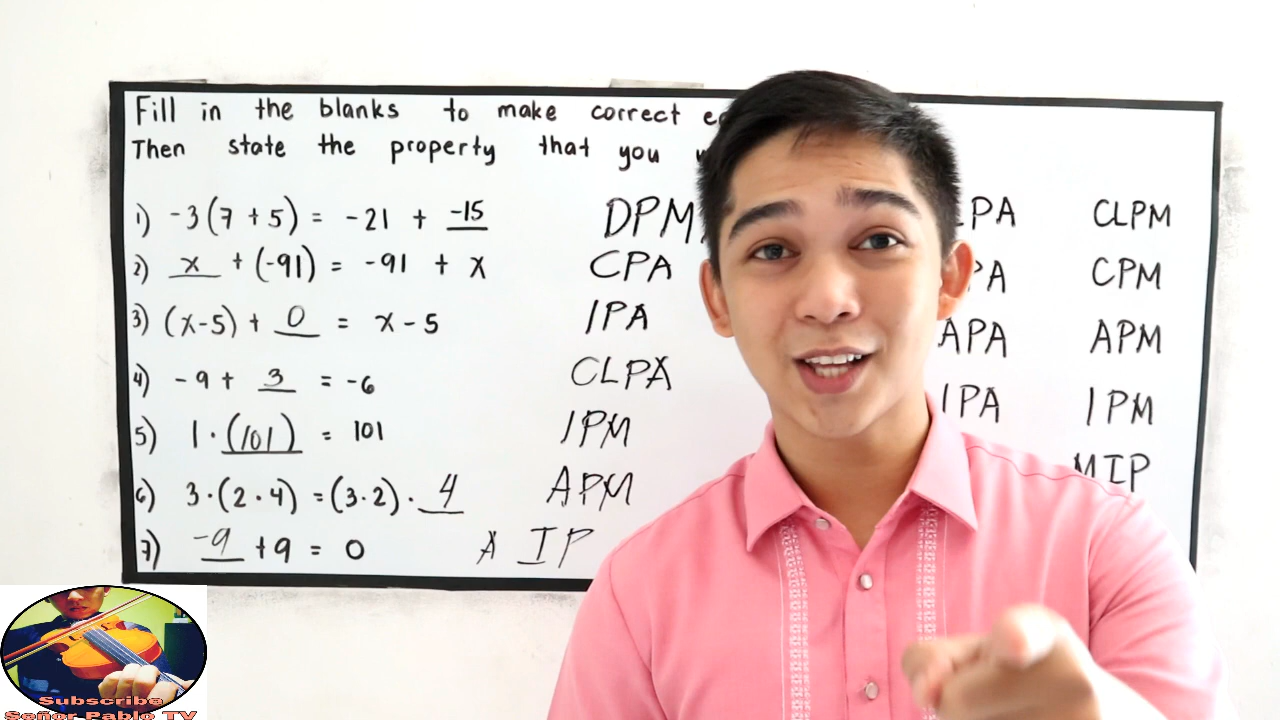 Fill in the blanks to make correct
Then state the property that you
1) -3(7 + 5) = -21 + -15 DPM CLPM
2) x + (-91) = -91 + x CPA CPM
3) (x-5) + 0 = x - 5 IPA APA APM
4) -9 + 3 = -6 CLPA IPA IPM
5) 1 · (101) = 101 IPM MIP
6) 3·(2·4) = (3·2)· 4 APM
7) -9 + 9 = 0 A IP
Subscribe
Señor Pablo TV